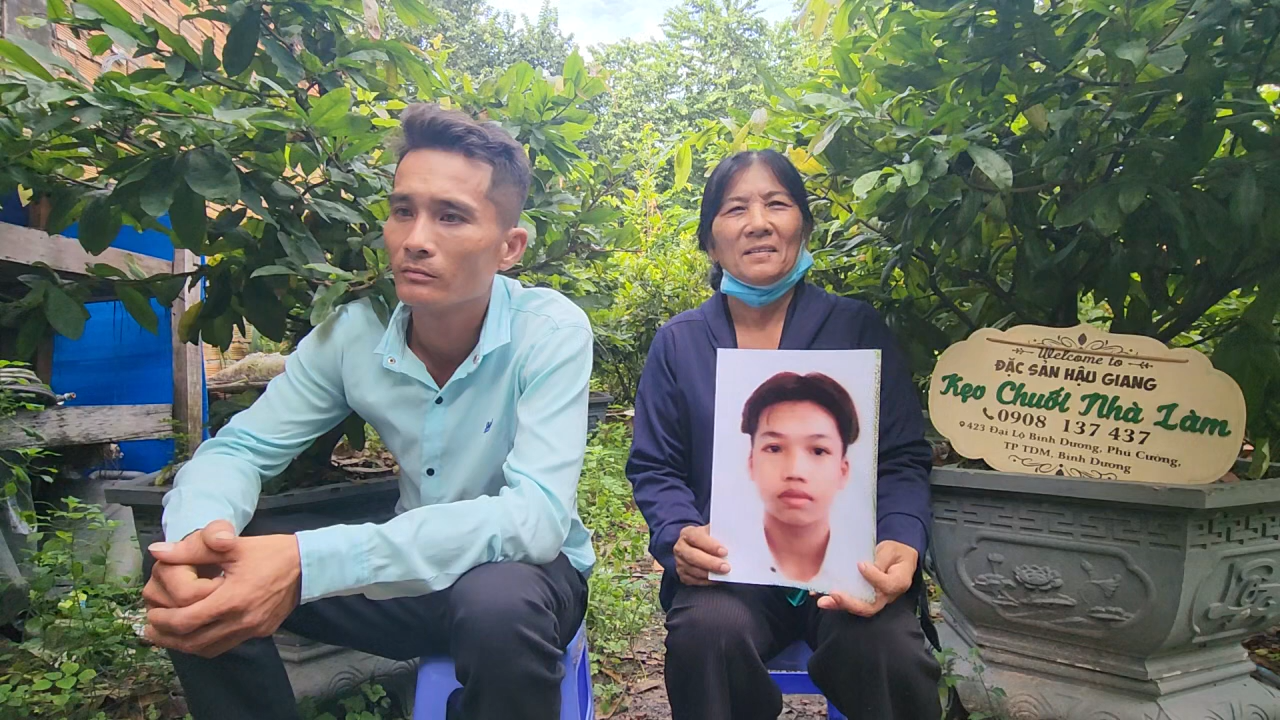 Welcome to
ĐẶC SẢN HẬU GIANG
Kẹo Chuối Nhà Làm
0908 137 437
423 Đại Lộ Bình Dương, Phú Cường,
TP TDM, Bình Dương